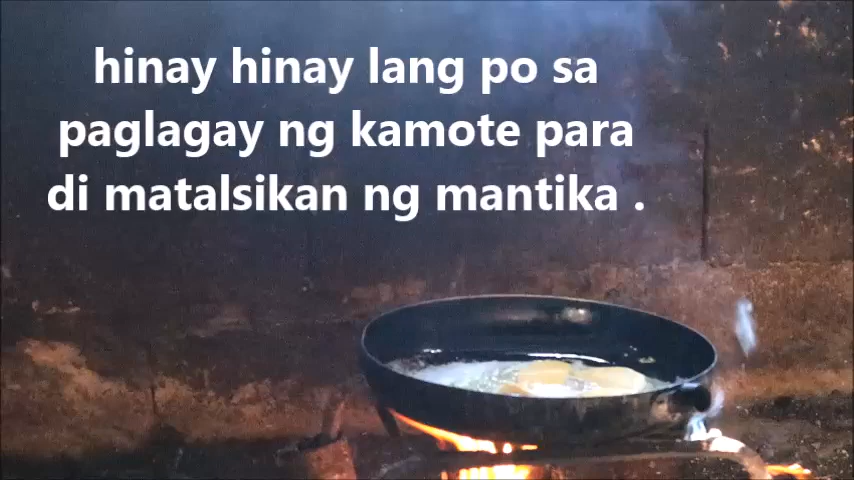 hinay hinay lang po sa
paglagay ng kamote para
di matalsikan ng mantika .